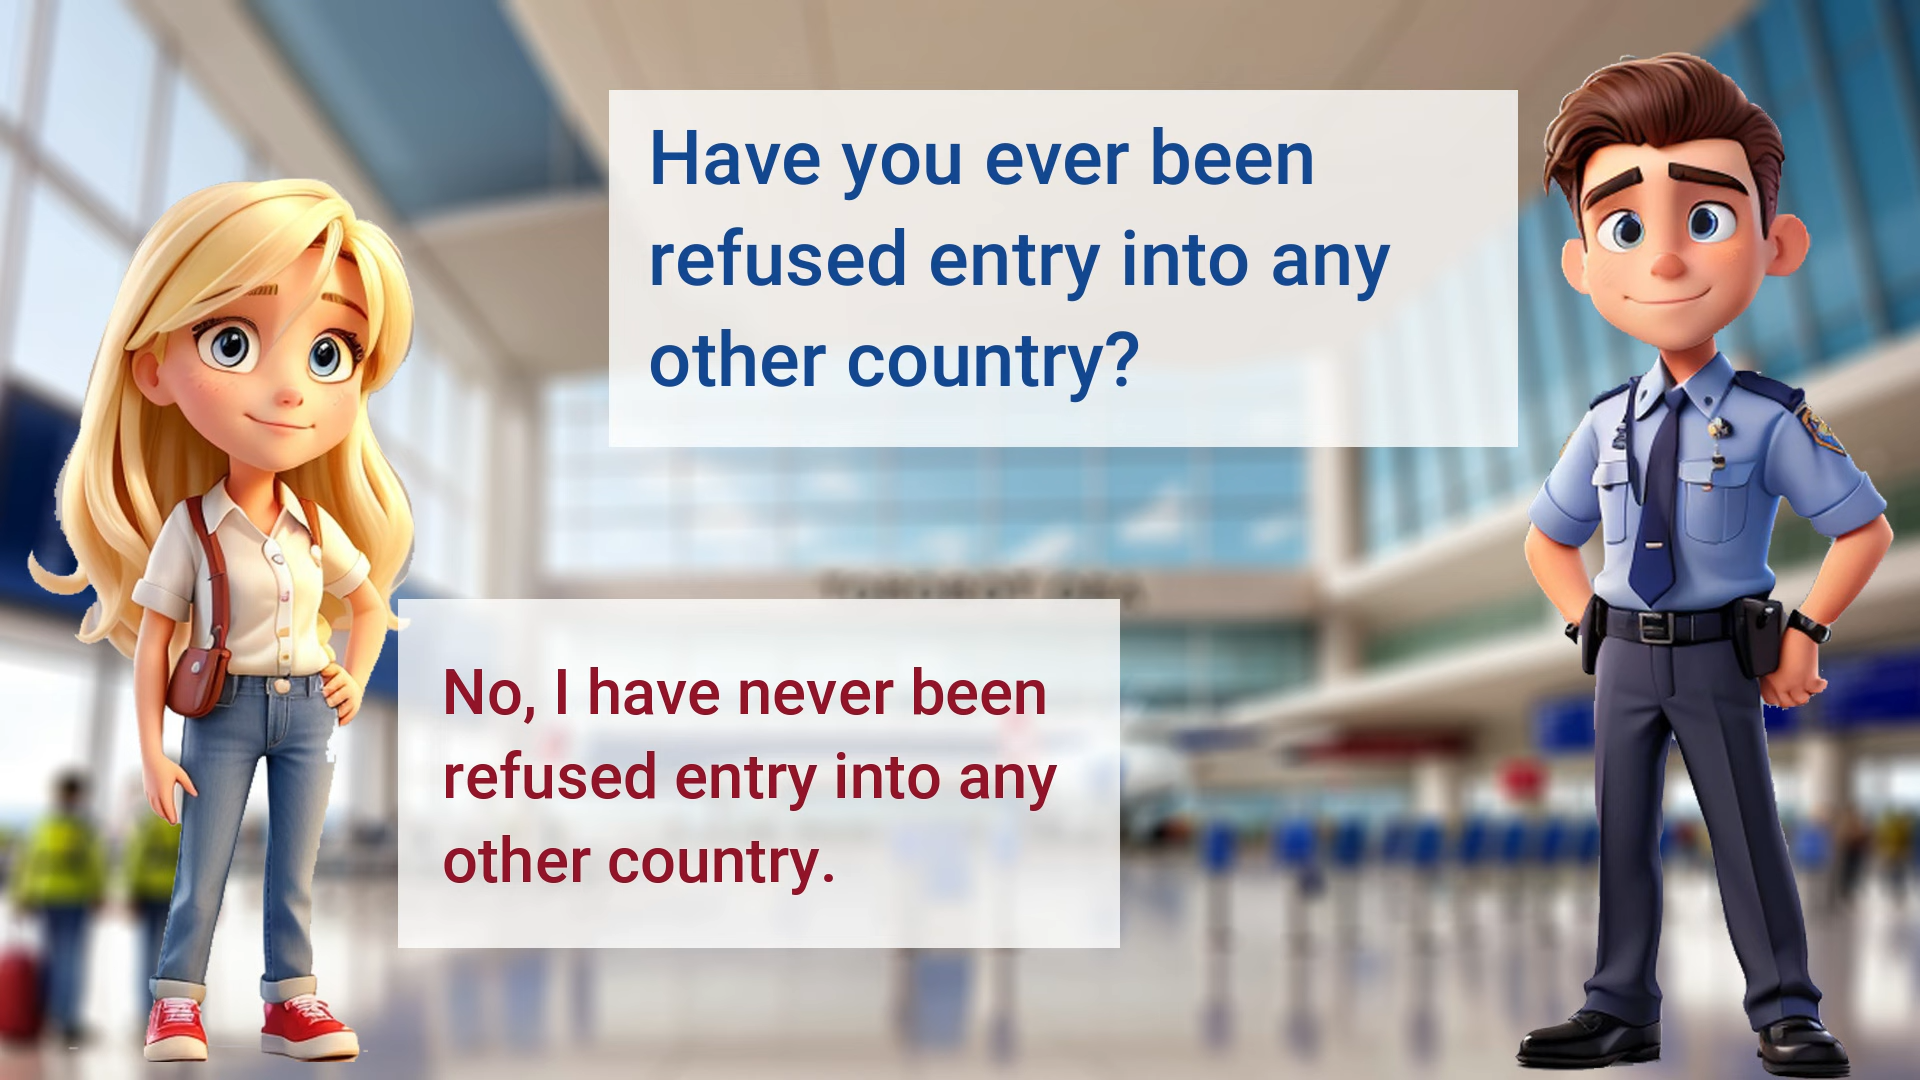 Have you ever been
refused entry into any
other country?
No, I have never been
refused entry into any
other country.